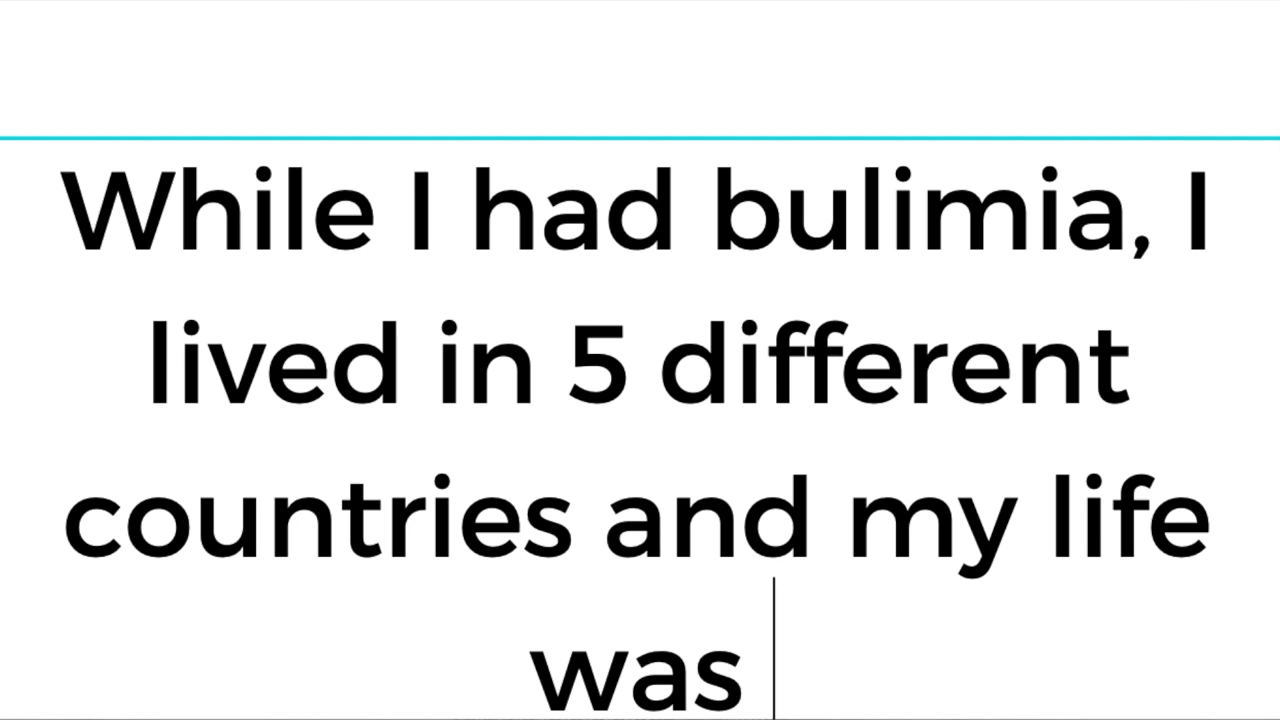 While I had bulimia, I
lived in 5 different
countries and my life
was